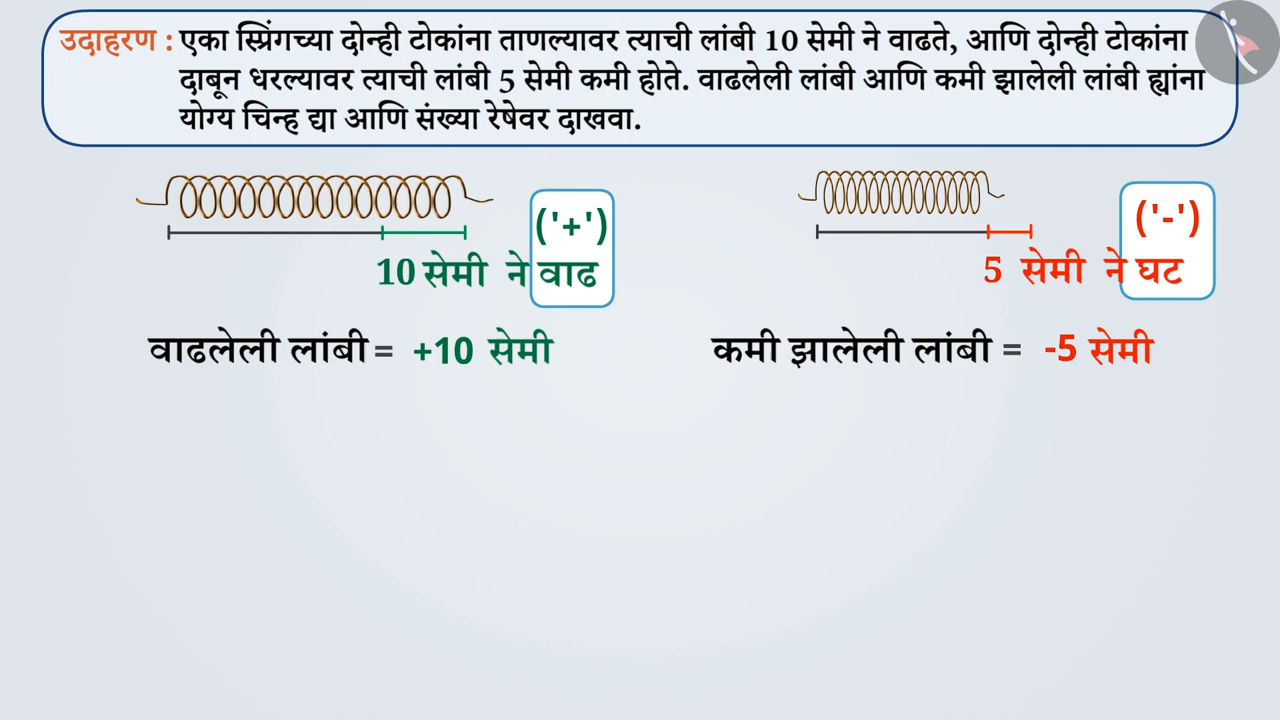 उदाहरण : एका स्प्रिंगच्या दोन्ही टोकांना ताणल्यावर त्याची लांबी 10 सेमी ने वाढते, आणि दोन्ही टोकांना
दाबून धरल्यावर त्याची लांबी 5 सेमी कमी होते. वाढलेली लांबी आणि कमी झालेली लांबी ह्यांना
योग्य चिन्ह द्या आणि संख्या रेषेवर दाखवा.
('+')
10 सेमी ने वाढ
('-')
5 सेमी ने घट
वाढलेली लांबी = +10 सेमी
कमी झालेली लांबी = -5 सेमी